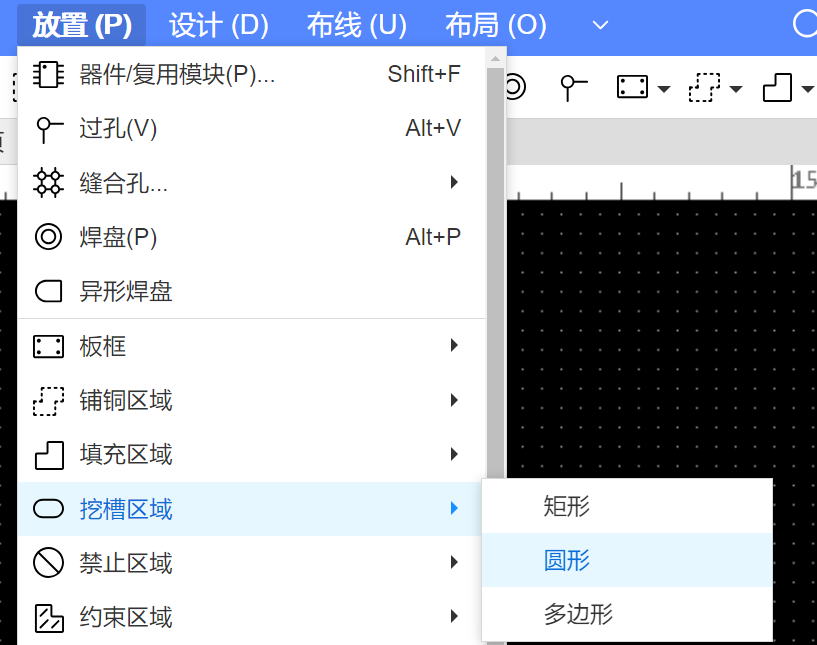 放置 (P) 设计 (D) 布线 (U) 布局 (O)
器件/复用模块(P)... Shift+F
过孔(V) Alt+V
缝合孔...
焊盘(P) Alt+P
异形焊盘
板框
铺铜区域
填充区域
挖槽区域
矩形
圆形
多边形
禁止区域
约束区域
15